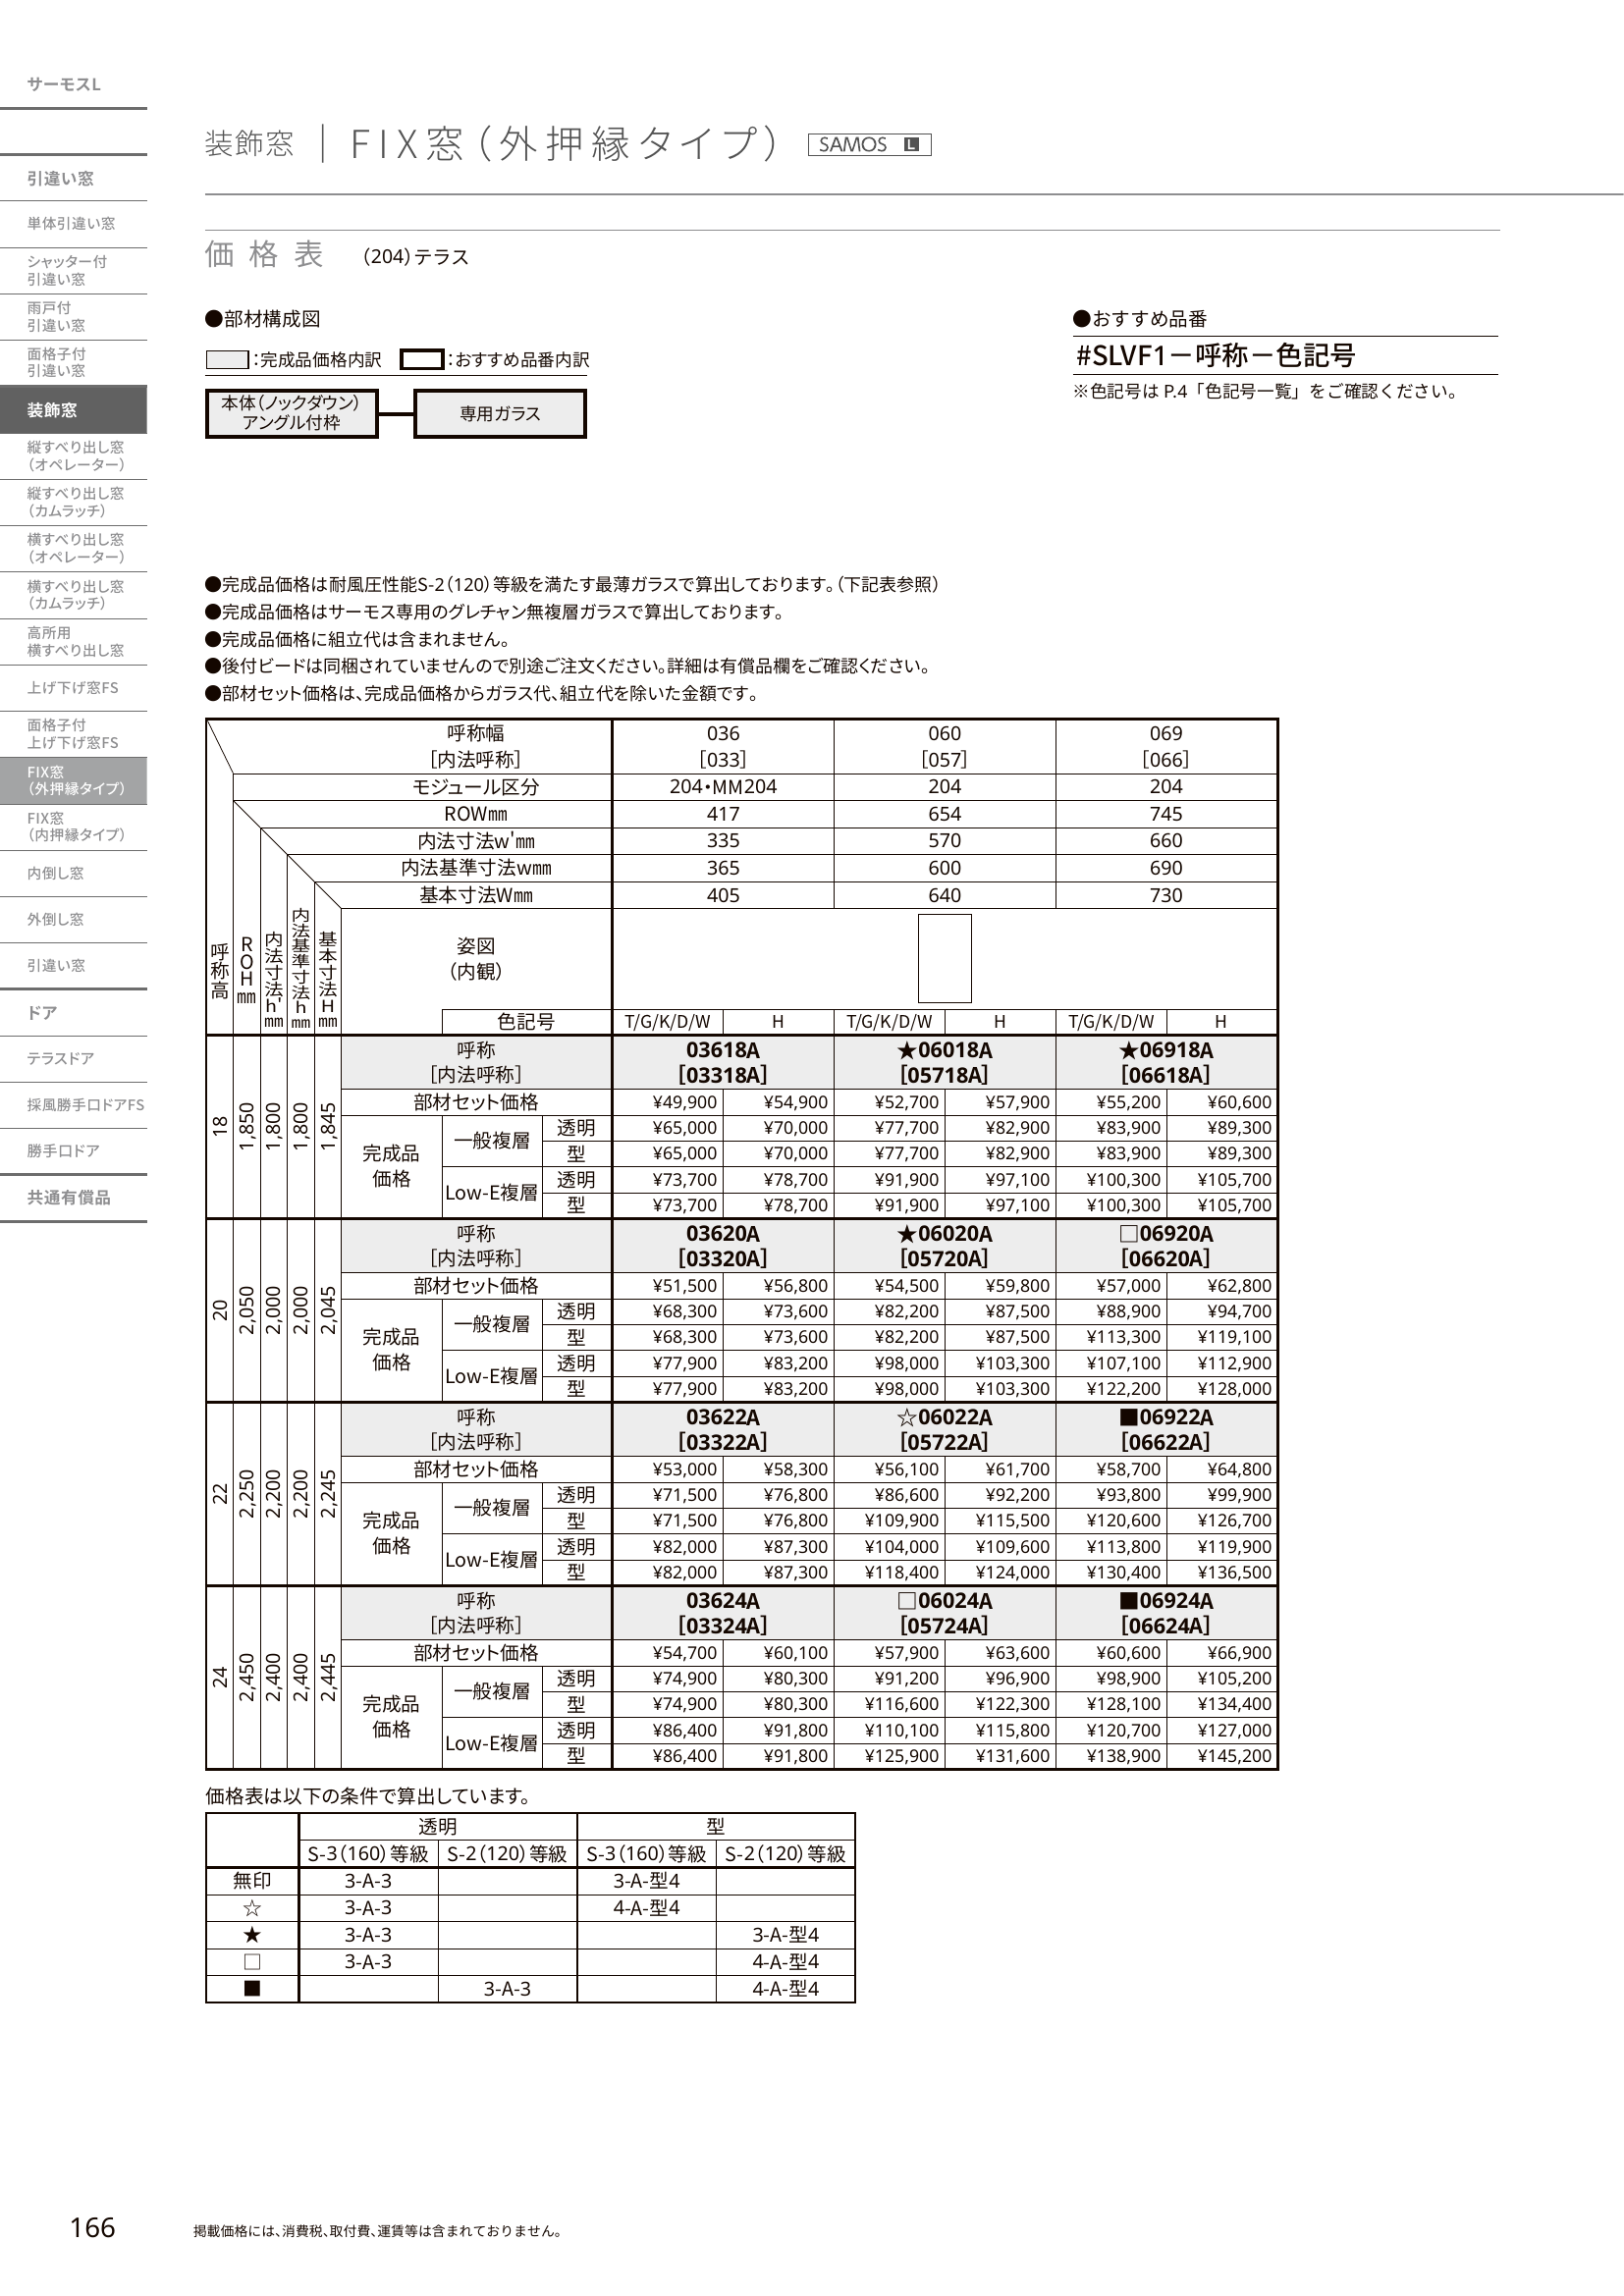 サーモスL
引違い窓
単体引違い窓
シャッター付
引違い窓
雨戸付
引違い窓
面格子付
引違い窓
装飾窓
縦すべり出し窓
（オペレーター）
縦すべり出し窓
（カムラッチ）
横すべり出し窓
（オペレーター）
横すべり出し窓
（カムラッチ）
高所用
横すべり出し窓
上げ下げ窓FS
面格子付
上げ下げ窓FS
FIX窓
（外押縁タイプ）
FIX窓
（内押縁タイプ）
内倒し窓
外倒し窓
引違い窓
ドア
テラスドア
採風勝手口ドアFS
勝手口ドア
共通有償品
装飾窓｜FIX窓（外押縁タイプ） SAMOS L
価格表 （204）テラス
●部材構成図
：完成品価格内訳 ：おすすめ品番内訳
本体（ノックダウン）
アングル付枠
専用ガラス
●おすすめ品番
#SLVF1－呼称－色記号
※色記号は P.4「色記号一覧」をご確認ください。
●完成品価格は耐風圧性能S-2（120）等級を満たす最薄ガラスで算出しております。（下記表参照）
●完成品価格はサーモス専用のグレチャン無複層ガラスで算出しております。
●完成品価格に組立代は含まれません。
●後付ビードは同梱されていませんので別途ご注文ください。詳細は有償品欄をご確認ください。
●部材セット価格は、完成品価格からガラス代、組立代を除いた金額です。
呼称幅 036 060 069
［内法呼称］ ［033］ ［057］ ［066］
モジュール区分 204・MM204 204 204
ROW㎜ 417 654 745
内法寸法w'㎜ 335 570 660
内法基準寸法w㎜ 365 600 690
基本寸法W㎜ 405 640 730
呼称高
ROH㎜
内法寸法h'㎜
内法基準寸法h㎜
基本寸法H㎜
姿図
（内観）
色記号 T/G/K/D/W H T/G/K/D/W H T/G/K/D/W H
18 1,850 1,800 1,800 1,845
呼称 03618A ★06018A ★06918A
［内法呼称］ ［03318A］ ［05718A］ ［06618A］
部材セット価格 ¥49,900 ¥54,900 ¥52,700 ¥57,900 ¥55,200 ¥60,600
完成品価格 一般複層 透明 ¥65,000 ¥70,000 ¥77,700 ¥82,900 ¥83,900 ¥89,300
型 ¥65,000 ¥70,000 ¥77,700 ¥82,900 ¥83,900 ¥89,300
Low-E複層 透明 ¥73,700 ¥78,700 ¥91,900 ¥97,100 ¥100,300 ¥105,700
型 ¥73,700 ¥78,700 ¥91,900 ¥97,100 ¥100,300 ¥105,700
20 2,050 2,000 2,000 2,045
呼称 03620A ★06020A □06920A
［内法呼称］ ［03320A］ ［05720A］ ［06620A］
部材セット価格 ¥51,500 ¥56,800 ¥54,500 ¥59,800 ¥57,000 ¥62,800
完成品価格 一般複層 透明 ¥68,300 ¥73,600 ¥82,200 ¥87,500 ¥88,900 ¥94,700
型 ¥68,300 ¥73,600 ¥82,200 ¥87,500 ¥113,300 ¥119,100
Low-E複層 透明 ¥77,900 ¥83,200 ¥98,000 ¥103,300 ¥107,100 ¥112,900
型 ¥77,900 ¥83,200 ¥98,000 ¥103,300 ¥122,200 ¥128,000
22 2,250 2,200 2,200 2,245
呼称 03622A ☆06022A ■06922A
［内法呼称］ ［03322A］ ［05722A］ ［06622A］
部材セット価格 ¥53,000 ¥58,300 ¥56,100 ¥61,700 ¥58,700 ¥64,800
完成品価格 一般複層 透明 ¥71,500 ¥76,800 ¥86,600 ¥92,200 ¥93,800 ¥99,900
型 ¥71,500 ¥76,800 ¥109,900 ¥115,500 ¥120,600 ¥126,700
Low-E複層 透明 ¥82,000 ¥87,300 ¥104,000 ¥109,600 ¥113,800 ¥119,900
型 ¥82,000 ¥87,300 ¥118,400 ¥124,000 ¥130,400 ¥136,500
24 2,450 2,400 2,400 2,445
呼称 03624A □06024A ■06924A
［内法呼称］ ［03324A］ ［05724A］ ［06624A］
部材セット価格 ¥54,700 ¥60,100 ¥57,900 ¥63,600 ¥60,600 ¥66,900
完成品価格 一般複層 透明 ¥74,900 ¥80,300 ¥91,200 ¥96,900 ¥98,900 ¥105,200
型 ¥74,900 ¥80,300 ¥116,600 ¥122,300 ¥128,100 ¥134,400
Low-E複層 透明 ¥86,400 ¥91,800 ¥110,100 ¥115,800 ¥120,700 ¥127,000
型 ¥86,400 ¥91,800 ¥125,900 ¥131,600 ¥138,900 ¥145,200
価格表は以下の条件で算出しています。
透明 型
S-3（160）等級 S-2（120）等級 S-3（160）等級 S-2（120）等級
無印 3-A-3 3-A-型4
☆ 3-A-3 4-A-型4
★ 3-A-3 3-A-型4
□ 3-A-3 4-A-型4
■ 3-A-3 4-A-型4
166
掲載価格には、消費税、取付費、運賃等は含まれておりません。